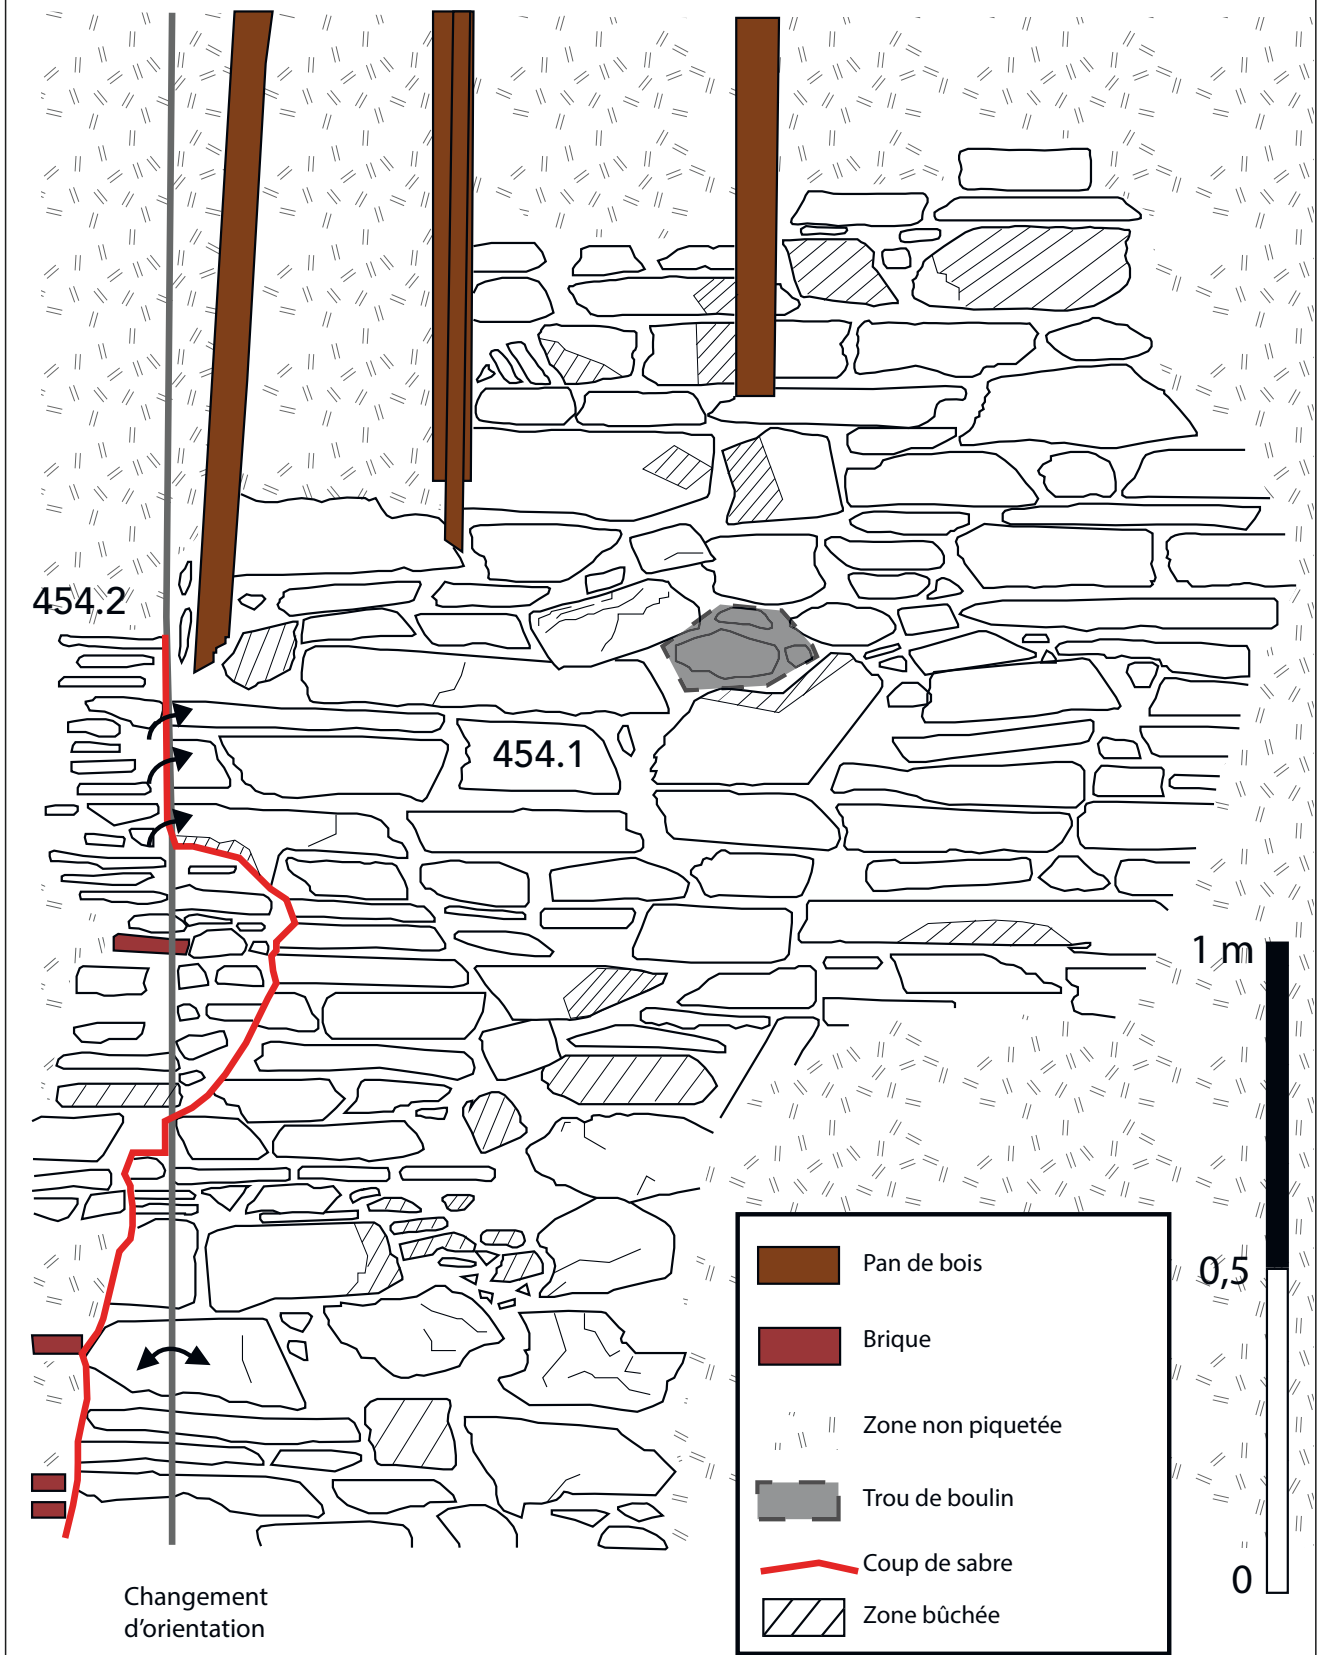 454.2
454.1
1 m
0,5
0
Pan de bois
Brique
Zone non piquetée
Trou de boulin
Coup de sabre
Zone bûchée
Changement
d'orientation